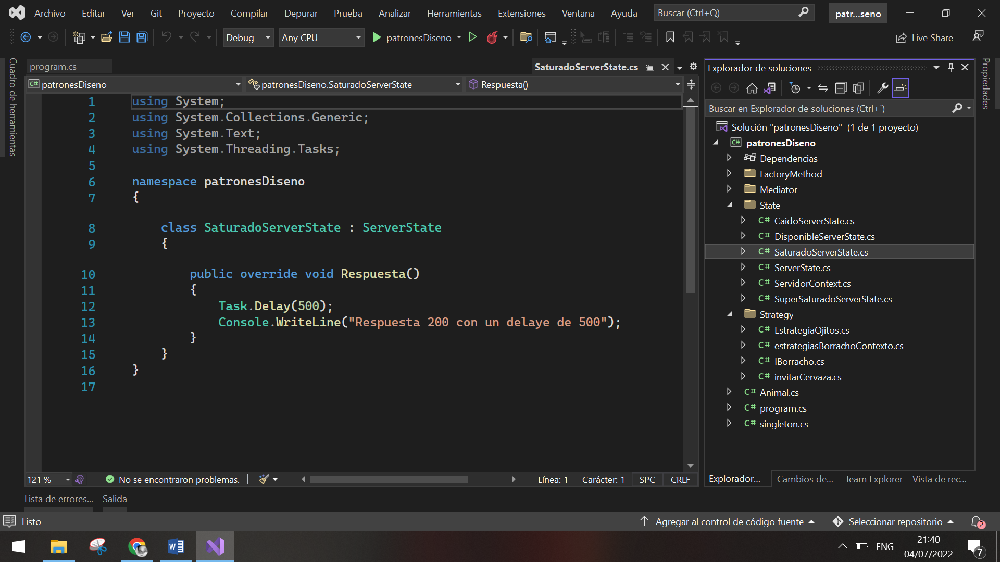 Archivo Editar Ver Git Proyecto Compilar Depurar Prueba Analizar Herramientas Extensiones Ventana Ayuda Buscar (Ctrl+Q) patr...seno
Debug Any CPU patronesDiseno Live Share
Cuadro de herramientas
program.cs SaturadoServerState.cs
patronesDiseno patronesDiseno.SaturadoServerState Respuesta()
1 using System;
2 using System.Collections.Generic;
3 using System.Text;
4 using System.Threading.Tasks;
5
6 namespace patronesDiseno
7 {
8 class SaturadoServerState : ServerState
9 {
10 public override void Respuesta()
11 {
12 Task.Delay(500);
13 Console.WriteLine("Respuesta 200 con un delaye de 500");
14 }
15 }
16 }
17
121 % No se encontraron problemas. Línea: 1 Carácter: 1 SPC CRLF
Explorador de soluciones
Buscar en Explorador de soluciones (Ctrl+`)
Solución "patronesDiseno" (1 de 1 proyecto)
C# patronesDiseno
Dependencias
FactoryMethod
Mediator
State
C# CaidoServerState.cs
C# DisponibleServerState.cs
C# SaturadoServerState.cs
C# ServerState.cs
C# ServidorContext.cs
C# SuperSaturadoServerState.cs
Strategy
C# EstrategiaOjitos.cs
C# estrategiasBorrachoContexto.cs
C# IBorracho.cs
C# invitarCervaza.cs
C# Animal.cs
C# program.cs
C# singleton.cs
Explorador... Cambios de... Team Explorer Vista de rec...
Propiedades
Lista de errores... Salida
Listo Agregar al control de código fuente Seleccionar repositorio 2
ENG 21:40
04/07/2022 7